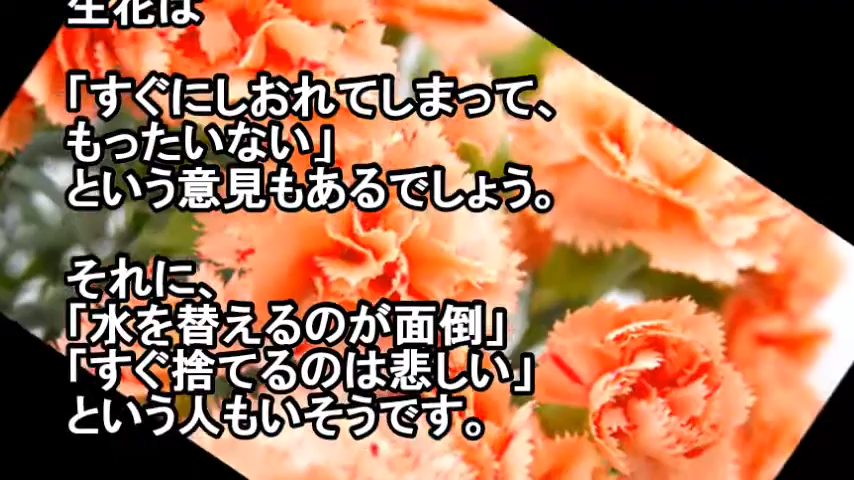 生花は
「すぐにしおれてしまって、
もったいない」
という意見もあるでしょう。
それに、
「水を替えるのが面倒」
「すぐ捨てるのは悲しい」
という人もいそうです。